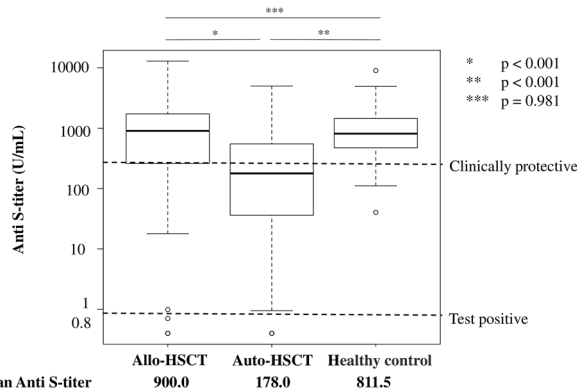 ***
* **
* p < 0.001
** p < 0.001
*** p = 0.981
10000
1000
100
10
1
0.8
Anti S-titer (U/mL)
Clinically protective
Test positive
Allo-HSCT Auto-HSCT Healthy control
Anti S-titer 900.0 178.0 811.5